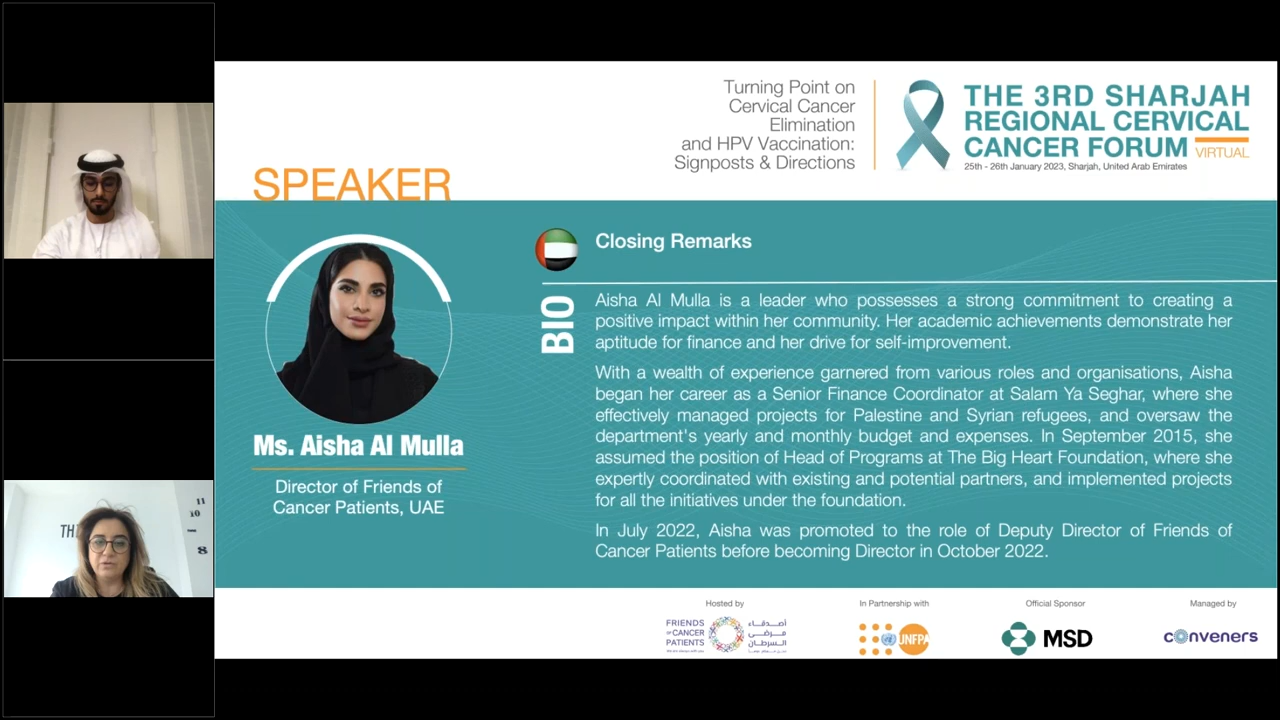 Turning Point on
Cervical Cancer
Elimination
and HPV Vaccination:
Signposts & Directions
THE 3RD SHARJAH
REGIONAL CERVICAL
CANCER FORUM
VIRTUAL
25th - 26th January 2023, Sharjah, United Arab Emirates
SPEAKER
Ms. Aisha Al Mulla
Director of Friends of
Cancer Patients, UAE
Closing Remarks
BIO
Aisha Al Mulla is a leader who possesses a strong commitment to creating a
positive impact within her community. Her academic achievements demonstrate her
aptitude for finance and her drive for self-improvement.
With a wealth of experience garnered from various roles and organisations, Aisha
began her career as a Senior Finance Coordinator at Salam Ya Seghar, where she
effectively managed projects for Palestine and Syrian refugees, and oversaw the
department's yearly and monthly budget and expenses. In September 2015, she
assumed the position of Head of Programs at The Big Heart Foundation, where she
expertly coordinated with existing and potential partners, and implemented projects
for all the initiatives under the foundation.
In July 2022, Aisha was promoted to the role of Deputy Director of Friends of
Cancer Patients before becoming Director in October 2022.
11
10
8
Hosted by
FRIENDS
OF CANCER
PATIENTS
أصدقاء
مرضى
السرطان
In Partnership with
UNFPA
Official Sponsor
MSD
Managed by
conveners